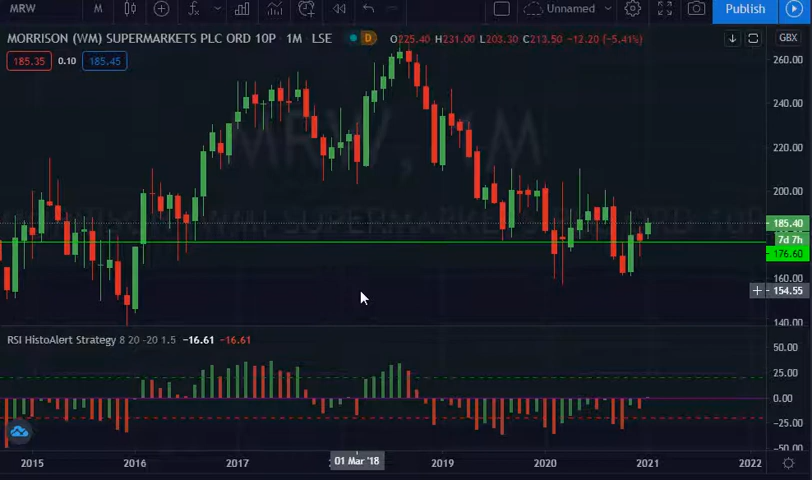 MRW M Unnamed Publish
MORRISON (WM) SUPERMARKETS PLC ORD 10P · 1M · LSE D O225.40 H231.00 L203.30 C213.50 −12.20 (−5.41%) GBX
185.35 0.10 185.45
260.00
240.00
220.00
MRW, 1M
200.00
185.40
7d 7h
176.60
160.00
154.55
140.00
RSI HistoAlert Strategy 8 20 -20 1.5 −16.61 −16.61
50.00
25.00
0.00
−25.00
−50.00
2015 2016 2017 01 Mar '18 2019 2020 2021 2022